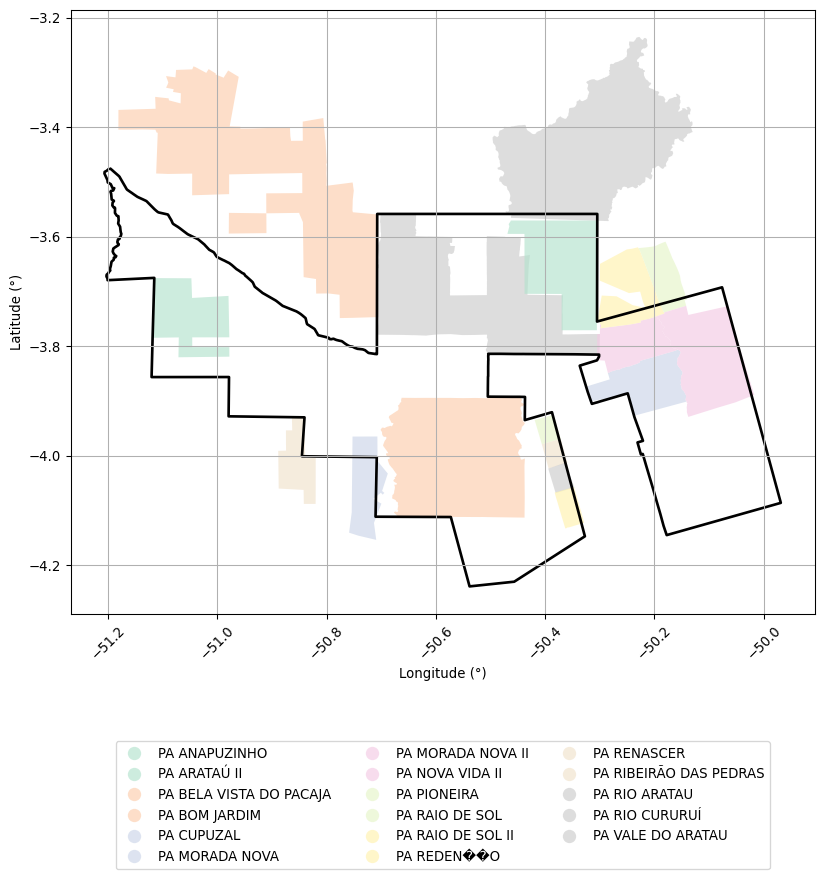 −3.2
−3.4
−3.6
−3.8
−4.0
−4.2
Latitude (°)
−51.2
−51.0
−50.8
−50.6
−50.4
−50.2
−50.0
Longitude (°)
PA ANAPUZINHO
PA ARATAÚ II
PA BELA VISTA DO PACAJA
PA BOM JARDIM
PA CUPUZAL
PA MORADA NOVA
PA MORADA NOVA II
PA NOVA VIDA II
PA PIONEIRA
PA RAIO DE SOL
PA RAIO DE SOL II
PA REDEN��O
PA RENASCER
PA RIBEIRÃO DAS PEDRAS
PA RIO ARATAU
PA RIO CURURUÍ
PA VALE DO ARATAU